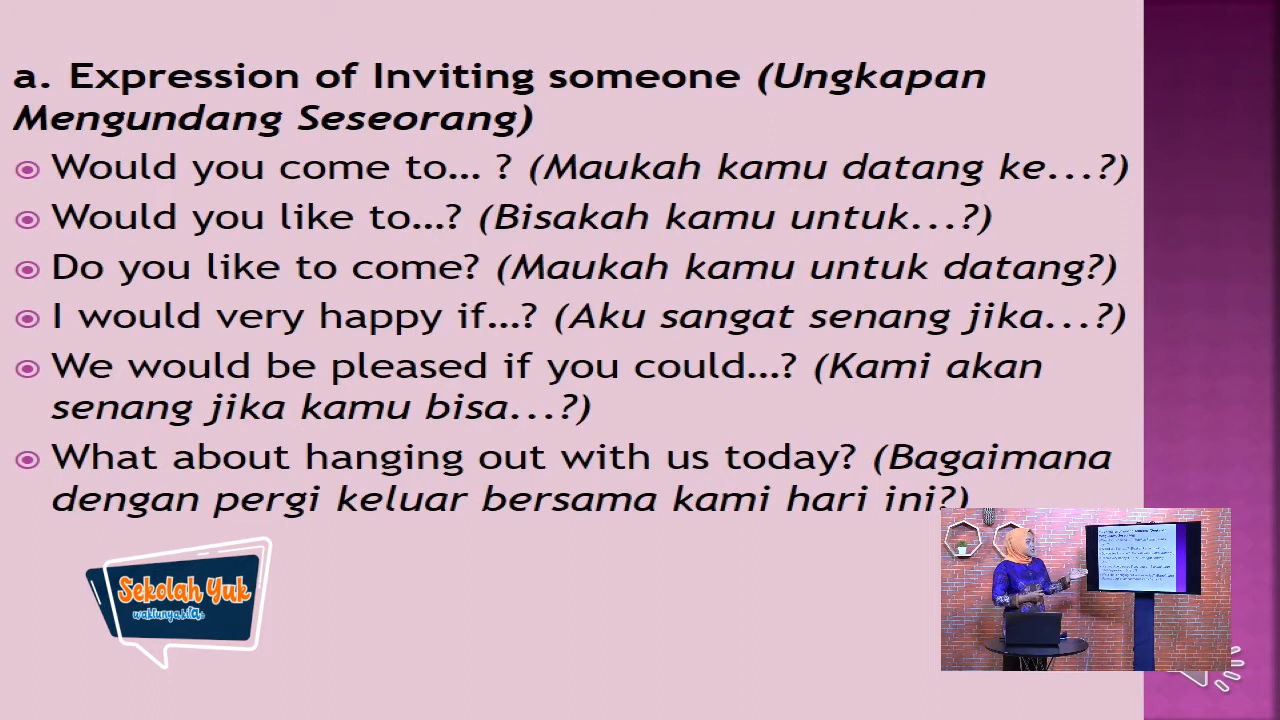 a. Expression of Inviting someone (Ungkapan
Mengundang Seseorang)
Would you come to... ? (Maukah kamu datang ke...?)
Would you like to...? (Bisakah kamu untuk...?)
Do you like to come? (Maukah kamu untuk datang?)
I would very happy if...? (Aku sangat senang jika...?)
We would be pleased if you could...? (Kami akan
senang jika kamu bisa...?)
What about hanging out with us today? (Bagaimana
dengan pergi keluar bersama kami hari ini?)
Sekolah Yuk